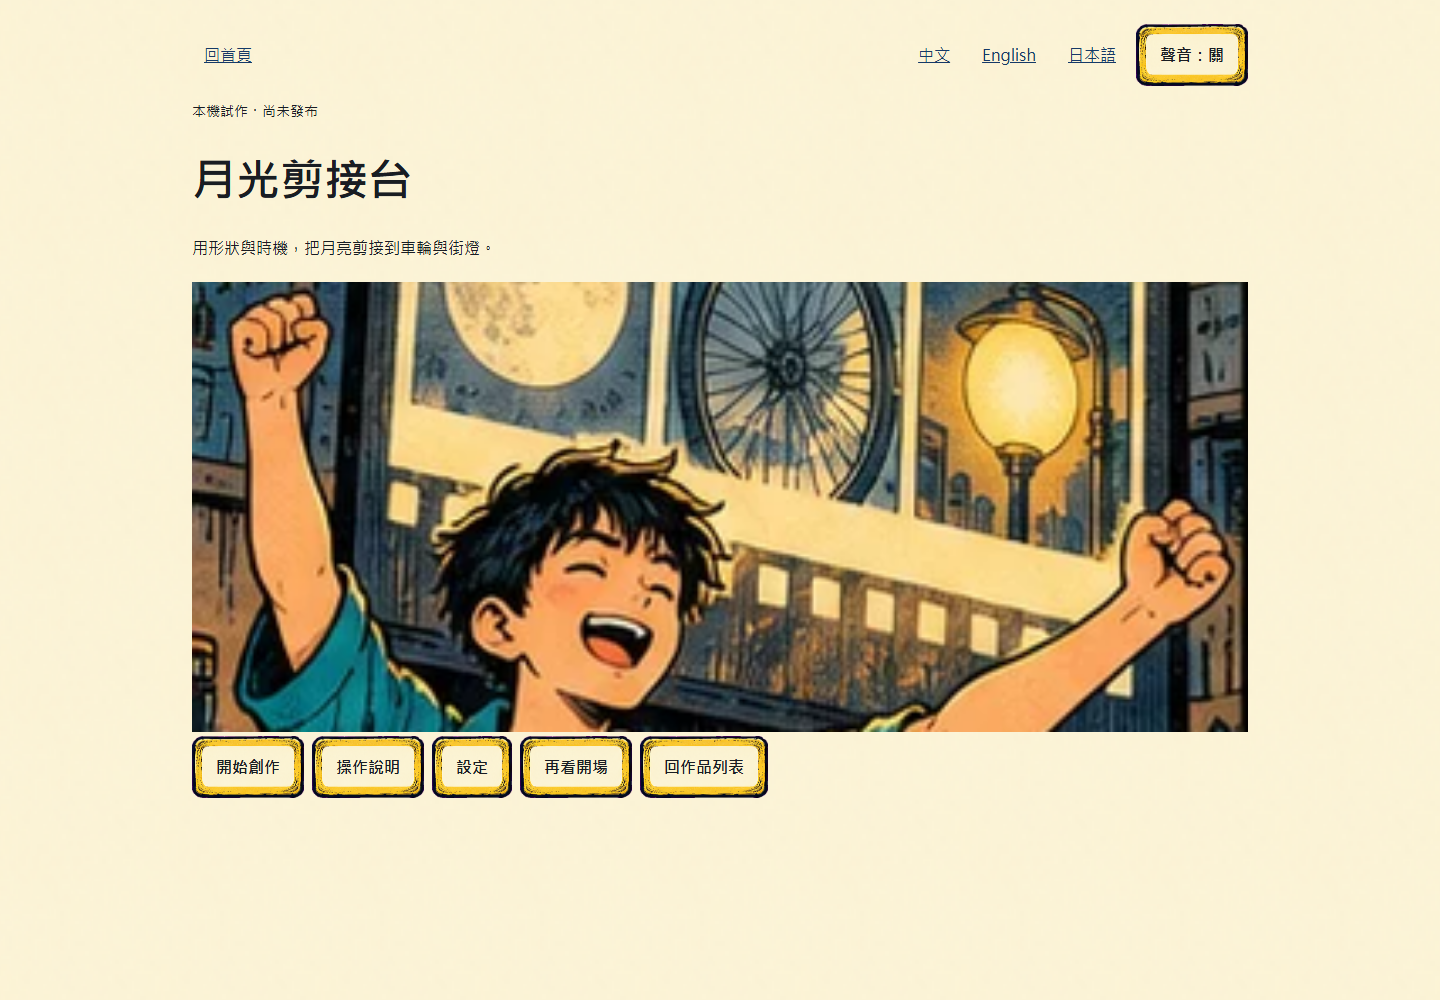 回首頁
中文 English 日本語 聲音：關
本機試作・尚未發布
月光剪接台
用形狀與時機，把月亮剪接到車輪與街燈。
開始創作 操作說明 設定 再看開場 回作品列表